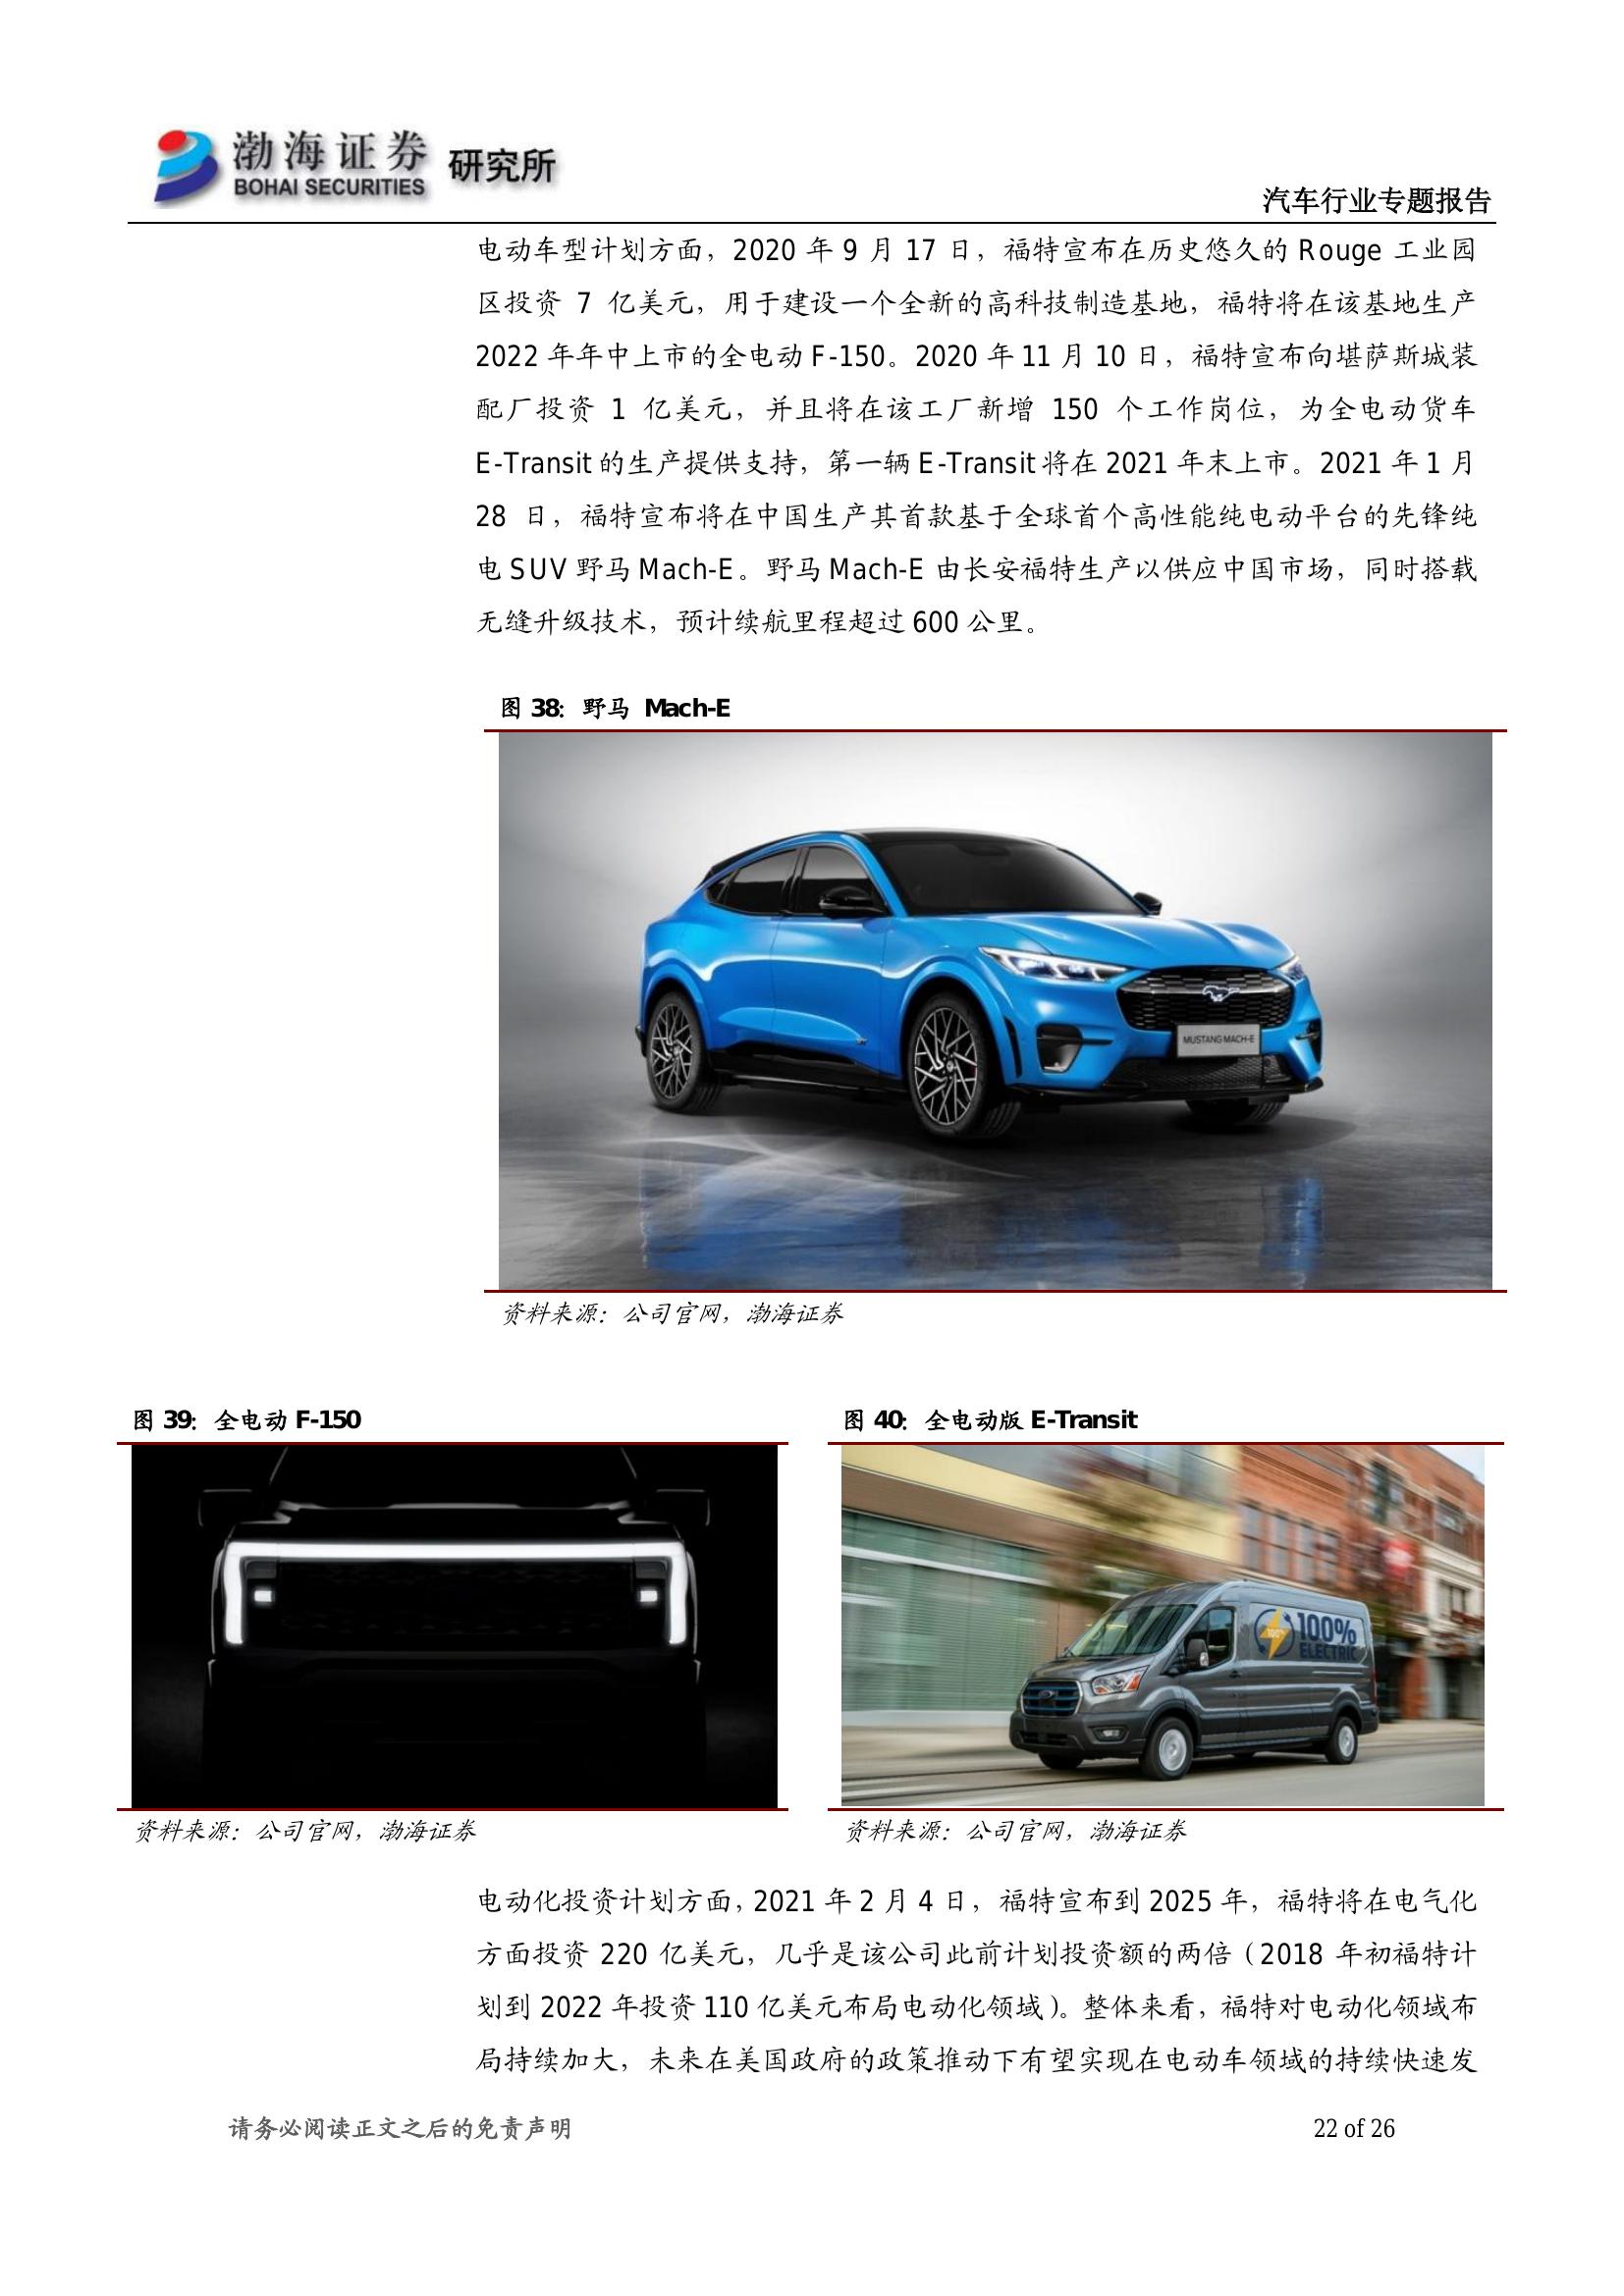 渤海证券 研究所
BOHAI SECURITIES
汽车行业专题报告
电动车型计划方面，2020 年 9 月 17 日，福特宣布在历史悠久的 Rouge 工业园
区投资 7 亿美元，用于建设一个全新的高科技制造基地，福特将在该基地生产
2022 年年中上市的全电动 F-150。2020 年 11 月 10 日，福特宣布向堪萨斯城装
配厂投资 1 亿美元，并且将在该工厂新增 150 个工作岗位，为全电动货车
E-Transit 的生产提供支持，第一辆 E-Transit 将在 2021 年末上市。2021 年 1 月
28 日，福特宣布将在中国生产其首款基于全球首个高性能纯电动平台的先锋纯
电 SUV 野马 Mach-E。野马 Mach-E 由长安福特生产以供应中国市场，同时搭载
无缝升级技术，预计续航里程超过 600 公里。
图 38：野马 Mach-E
MUSTANG MACH-E
资料来源：公司官网，渤海证券
图 39：全电动 F-150
图 40：全电动版 E-Transit
100%
100%
ELECTRIC
资料来源：公司官网，渤海证券
资料来源：公司官网，渤海证券
电动化投资计划方面，2021 年 2 月 4 日，福特宣布到 2025 年，福特将在电气化
方面投资 220 亿美元，几乎是该公司此前计划投资额的两倍（2018 年初福特计
划到 2022 年投资 110 亿美元布局电动化领域）。整体来看，福特对电动化领域布
局持续加大，未来在美国政府的政策推动下有望实现在电动车领域的持续快速发
请务必阅读正文之后的免责声明
22 of 26